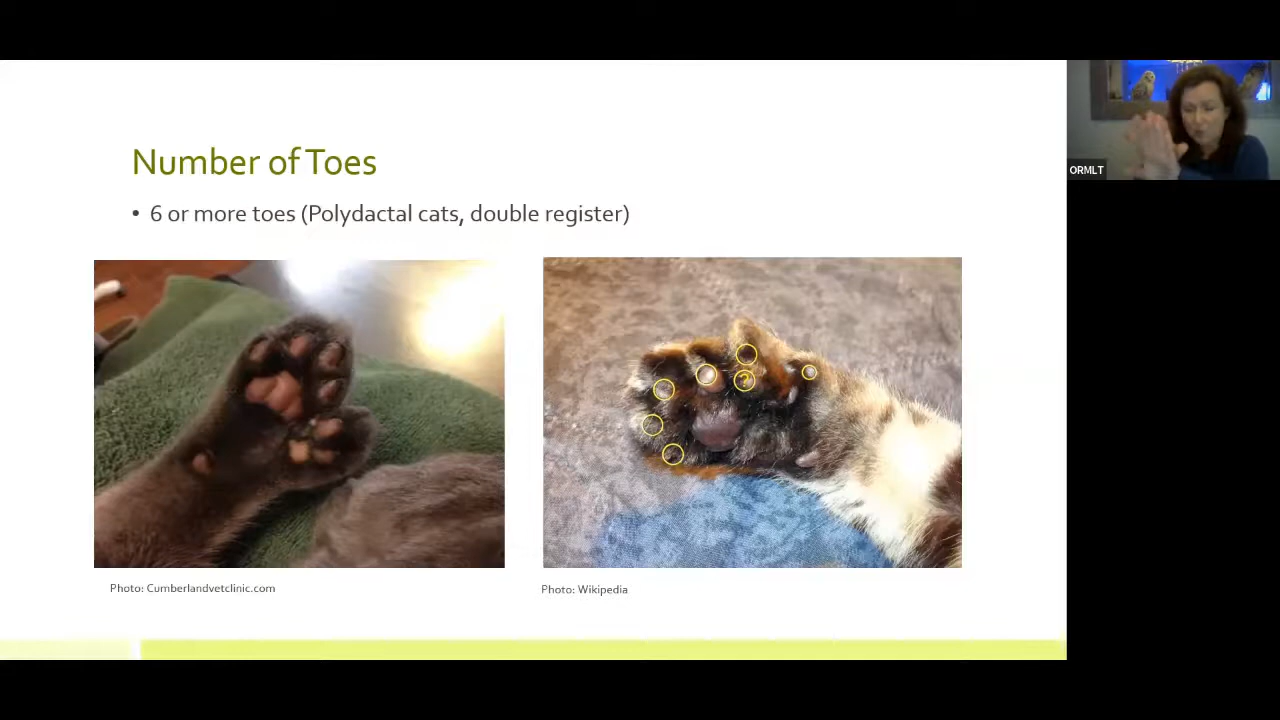 Number of Toes
• 6 or more toes (Polydactal cats, double register)
?
Photo: Cumberlandvetclinic.com
Photo: Wikipedia
ORMLT